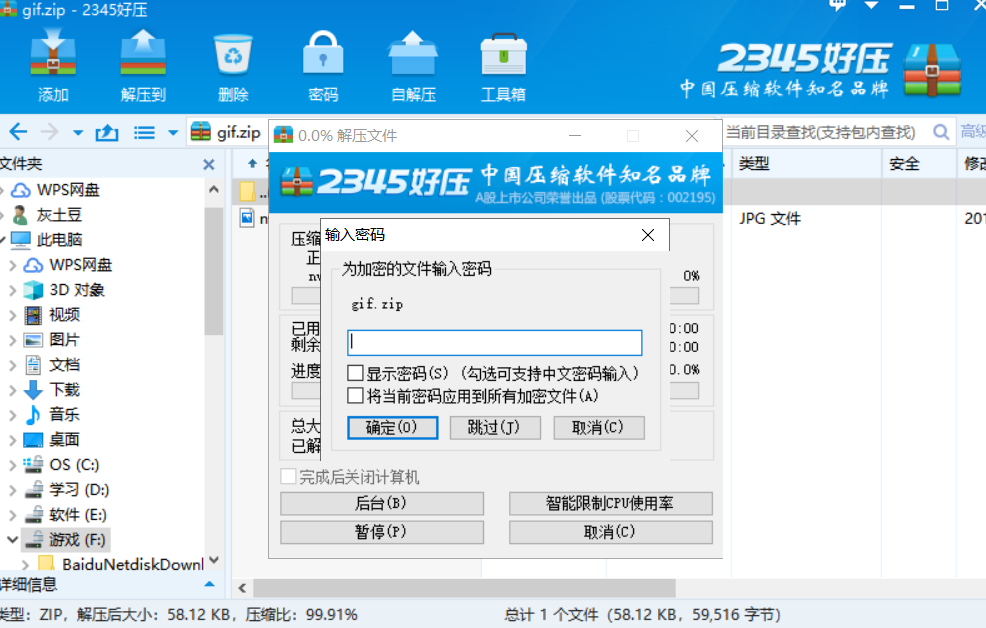 gif.zip - 2345好压
添加
解压到
删除
密码
自解压
工具箱
2345好压
中国压缩软件知名品牌
gif.zip
0.0% 解压文件
当前目录查找(支持包内查找)
高级
文件夹
类型
安全
修改
WPS网盘
灰土豆
此电脑
WPS网盘
3D 对象
视频
图片
文档
下载
音乐
桌面
OS (C:)
学习 (D:)
软件 (E:)
游戏 (F:)
BaiduNetdiskDownl
详细信息
..
JPG 文件
201
2345好压
中国压缩软件知名品牌
A股上市公司荣誉出品 (股票代码：002195)
压缩
正
0%
已用
0:00
剩余
0:00
进度
0.0%
总大
已解
输入密码
为加密的文件输入密码
gif.zip
显示密码(S) (勾选可支持中文密码输入)
将当前密码应用到所有加密文件(A)
确定(O)
跳过(J)
取消(C)
完成后关闭计算机
后台(B)
智能限制CPU使用率
暂停(P)
取消(C)
类型：ZIP，解压后大小：58.12 KB，压缩比：99.91%
总计 1 个文件 (58.12 KB，59,516 字节)